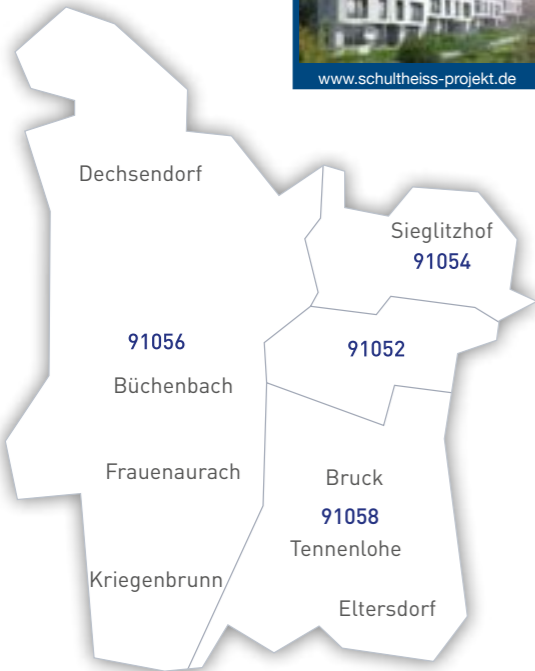 www.schultheiss-projekt.de
Dechsendorf
Sieglitzhof
91054
91056
91052
Büchenbach
Frauenaurach
Bruck
91058
Tennenlohe
Kriegenbrunn
Eltersdorf